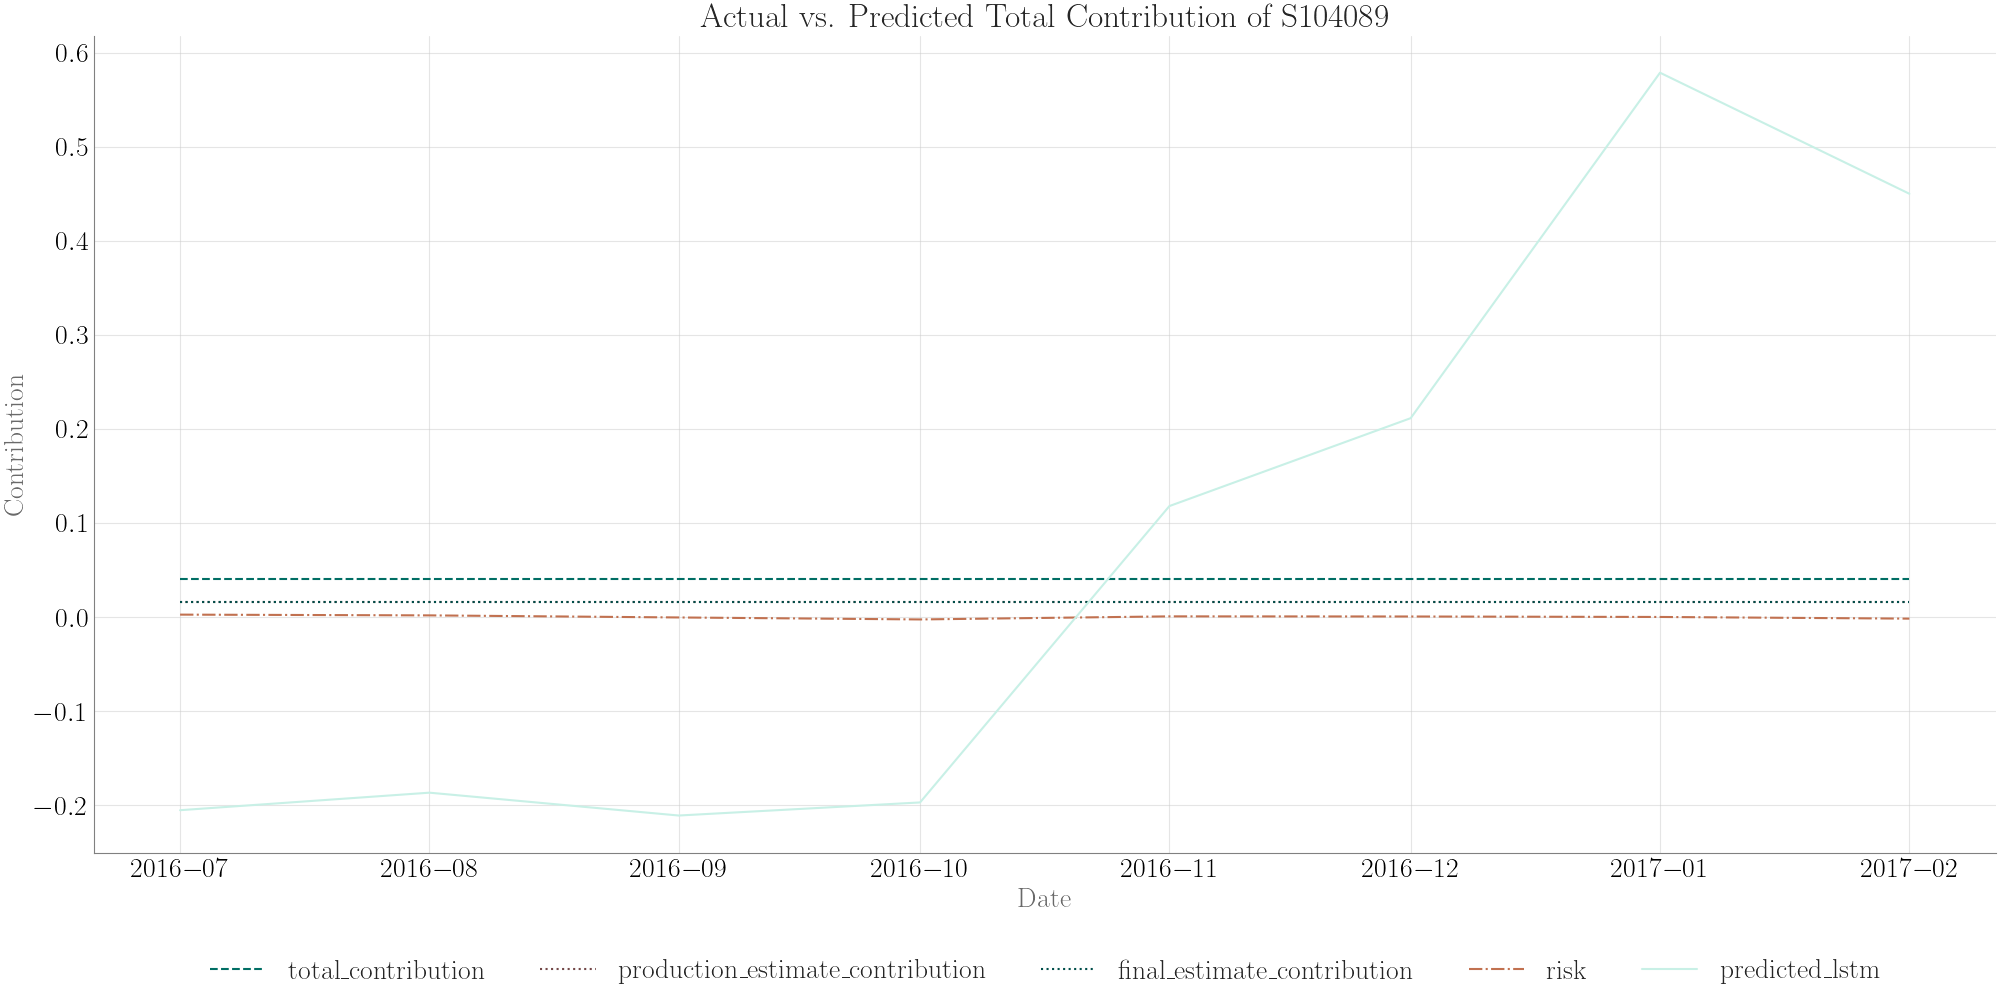 Actual vs. Predicted Total Contribution of S104089
0.6
0.5
0.4
0.3
0.2
0.1
0.0
−0.1
−0.2
Contribution
2016−07 2016−08 2016−09 2016−10 2016−11 2016−12 2017−01 2017−02
Date
total_contribution production_estimate_contribution final_estimate_contribution risk predicted_lstm